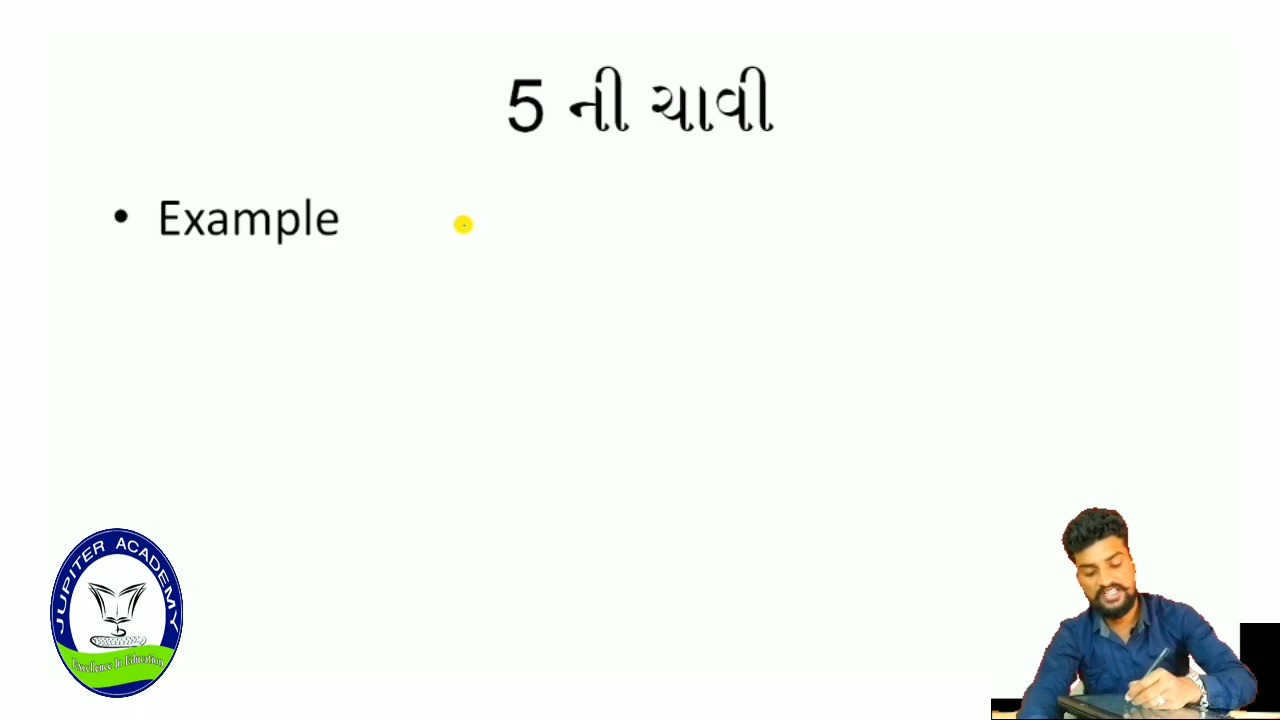 5 ની ચાવી
• Example
JUPITER ACADEMY
Excellence In Education